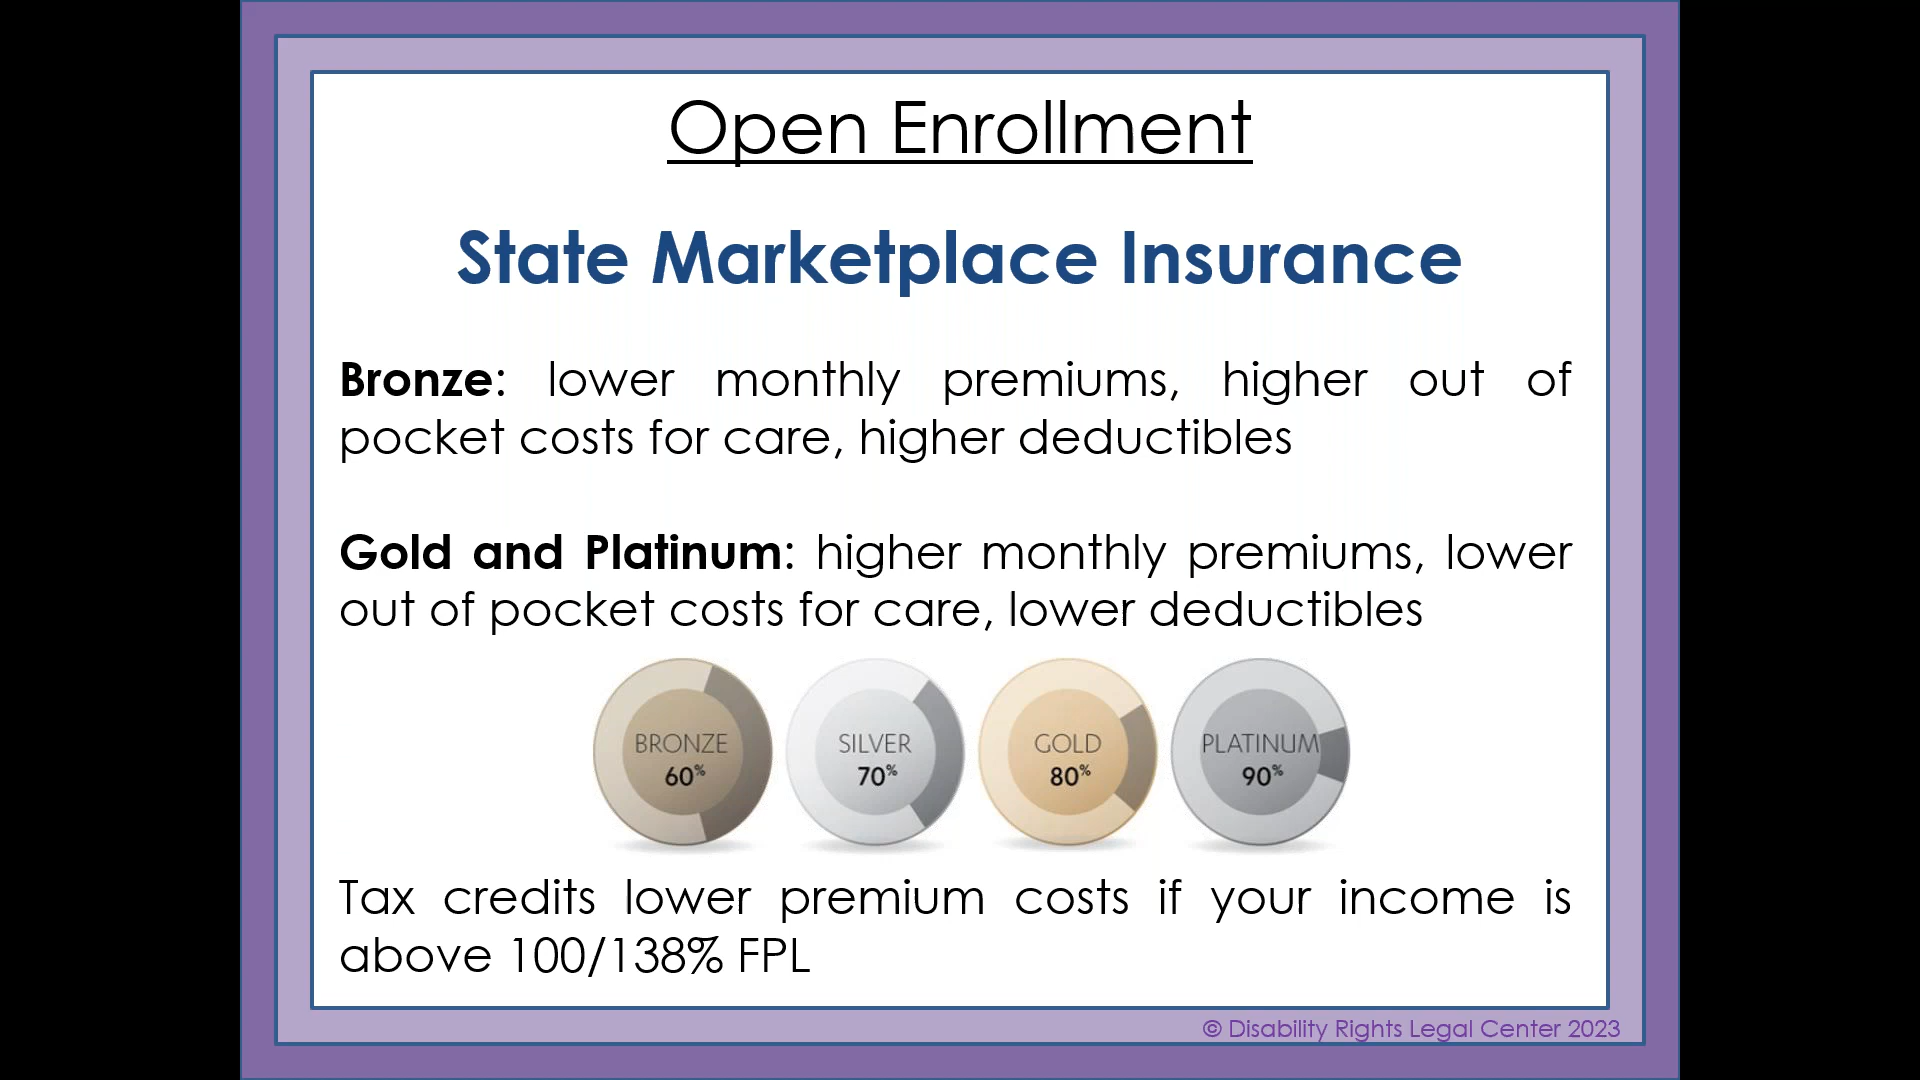 Open Enrollment
State Marketplace Insurance
Bronze: lower monthly premiums, higher out of
pocket costs for care, higher deductibles
Gold and Platinum: higher monthly premiums, lower
out of pocket costs for care, lower deductibles
BRONZE
60%
SILVER
70%
GOLD
80%
PLATINUM
90%
Tax credits lower premium costs if your income is
above 100/138% FPL
© Disability Rights Legal Center 2023